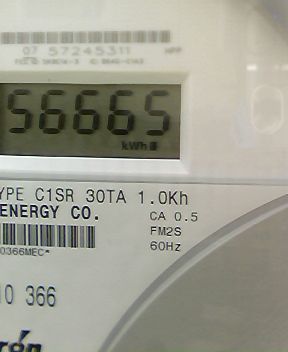 07 57245311
56665
kWh
YPE C1SR 30TA 1.0Kh
ENERGY CO.
CA 0.5
FM2S
60Hz
0366MEC*
10 366
rón